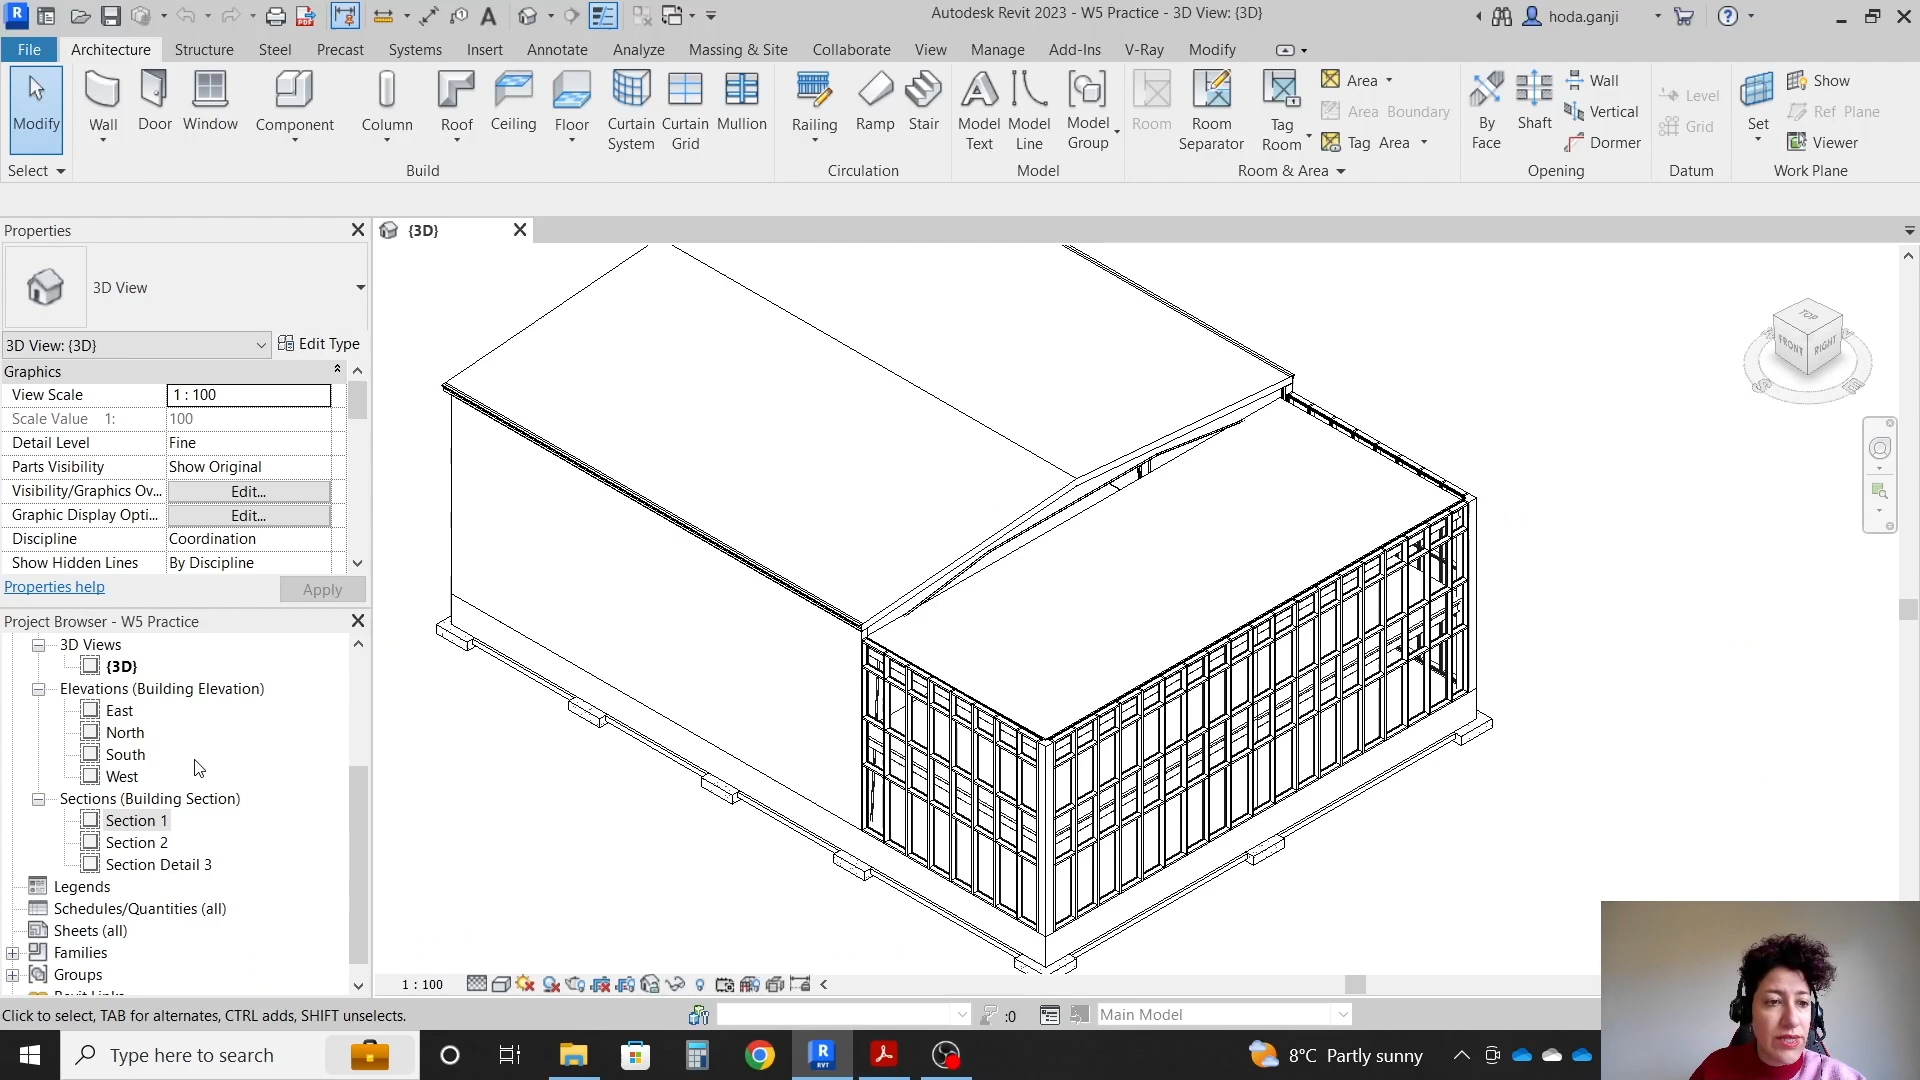 Autodesk Revit 2023 - W5 Practice - 3D View: {3D}
hoda.ganji
File Architecture Structure Steel Precast Systems Insert Annotate Analyze Massing & Site Collaborate View Manage Add-Ins V-Ray Modify
Modify
Wall
Door
Window
Component
Column
Roof
Ceiling
Floor
Curtain System
Curtain Grid
Mullion
Railing
Ramp
Stair
Model Text
Model Line
Model Group
Room
Room Separator
Tag Room
Area
Area Boundary
Tag Area
By Face
Shaft
Wall
Vertical
Dormer
Level
Grid
Set
Show
Ref Plane
Viewer
Select Build Circulation Model Room & Area Opening Datum Work Plane
Properties
{3D}
3D View
3D View: {3D} Edit Type
Graphics
View Scale 1 : 100
Scale Value 1: 100
Detail Level Fine
Parts Visibility Show Original
Visibility/Graphics Ov... Edit...
Graphic Display Opti... Edit...
Discipline Coordination
Show Hidden Lines By Discipline
Properties help Apply
Project Browser - W5 Practice
3D Views
{3D}
Elevations (Building Elevation)
East
North
South
West
Sections (Building Section)
Section 1
Section 2
Section Detail 3
Legends
Schedules/Quantities (all)
Sheets (all)
Families
Groups
TOP
FRONT
RIGHT
1 : 100
Click to select, TAB for alternates, CTRL adds, SHIFT unselects.
:0
Main Model
Type here to search
8°C Partly sunny